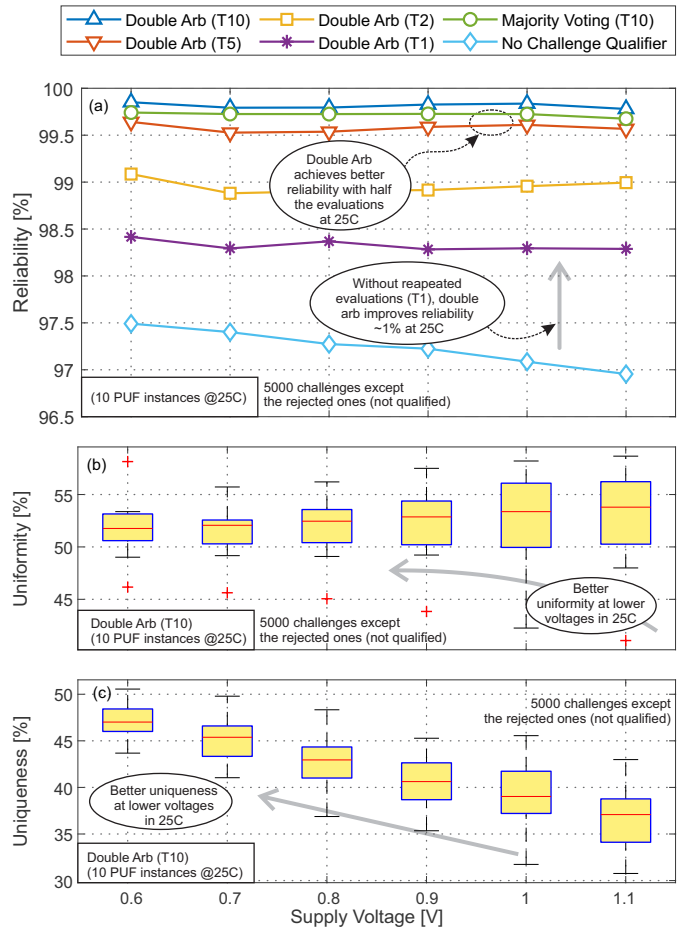 Double Arb (T10) Double Arb (T2) Majority Voting (T10)
Double Arb (T5) Double Arb (T1) No Challenge Qualifier
(a)
Reliability [%]
100
99.5
99
98.5
98
97.5
97
96.5
Double Arb
achieves better
reliability with half
the evaluations
at 25C
Without reapeated
evaluations (T1), double
arb improves reliability
~1% at 25C
(10 PUF instances @25C)
5000 challenges except
the rejected ones (not qualified)
(b)
Uniformity [%]
55
50
45
Better
uniformity at lower
voltages in 25C
Double Arb (T10)
(10 PUF instances @25C)
5000 challenges except
the rejected ones (not qualified)
(c)
Uniqueness [%]
50
45
40
35
30
5000 challenges except
the rejected ones (not qualified)
Better uniqueness
at lower voltages
in 25C
Double Arb (T10)
(10 PUF instances @25C)
0.6 0.7 0.8 0.9 1 1.1
Supply Voltage [V]